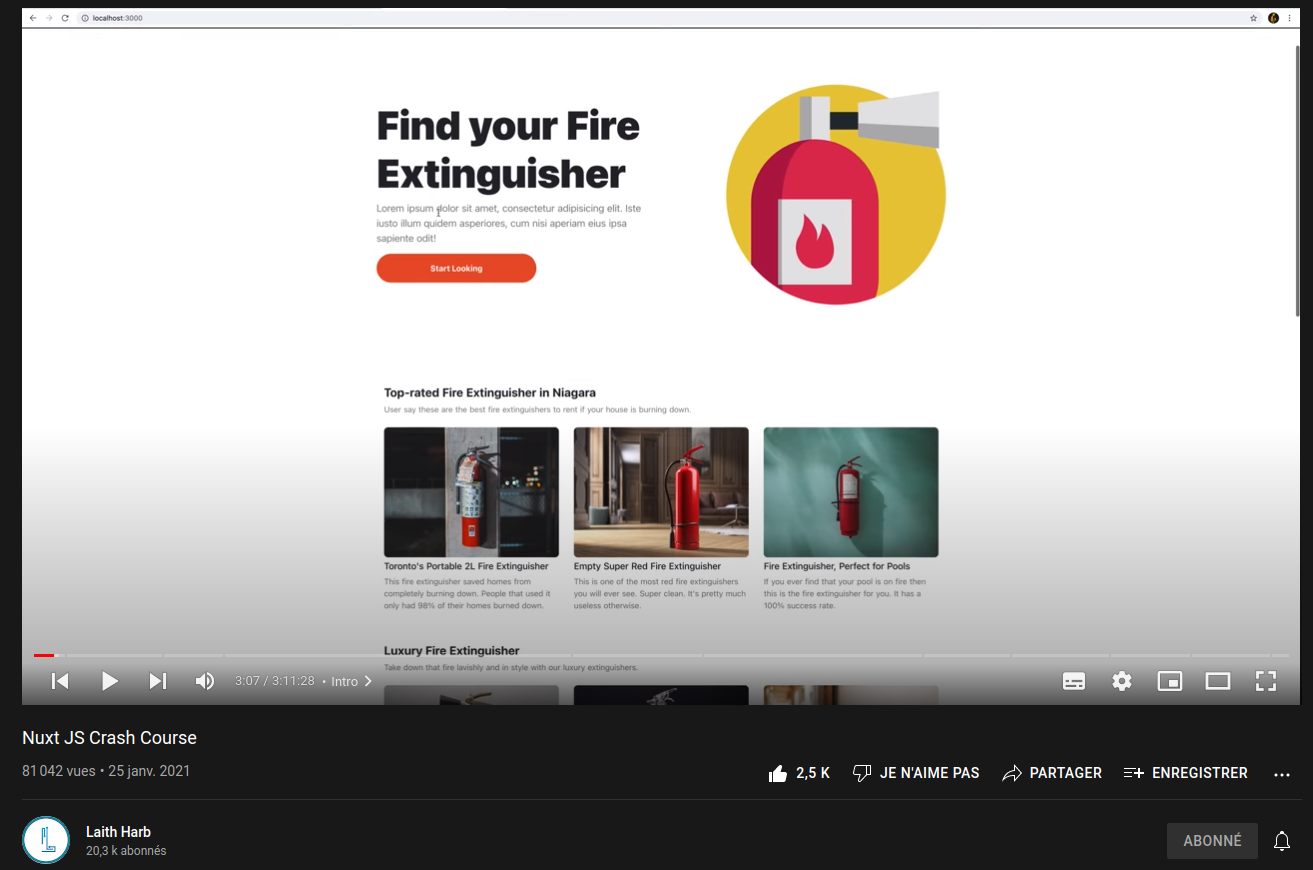 localhost:3000
Find your Fire
Extinguisher
Lorem ipsum dolor sit amet, consectetur adipisicing elit. Iste
iusto illum quidem asperiores, cum nisi aperiam eius ipsa
sapiente odit!
Start Looking
Top-rated Fire Extinguisher in Niagara
User say these are the best fire extinguishers to rent if your house is burning down.
Toronto's Portable 2L Fire Extinguisher
This fire extinguisher saved homes from
completely burning down. People that used it
only had 98% of their homes burned down.
Empty Super Red Fire Extinguisher
This is one of the most red fire extinguishers
you will ever see. Super clean. It's pretty much
useless otherwise.
Fire Extinguisher, Perfect for Pools
If you ever find that your pool is on fire then
this is the fire extinguisher for you. It has a
100% success rate.
Luxury Fire Extinguisher
Take down that fire lavishly and in style with our luxury extinguishers.
3:07 / 3:11:28 • Intro
Nuxt JS Crash Course
81 042 vues • 25 janv. 2021
2,5 K
JE N'AIME PAS
PARTAGER
ENREGISTRER
Laith Harb
20,3 k abonnés
ABONNÉ